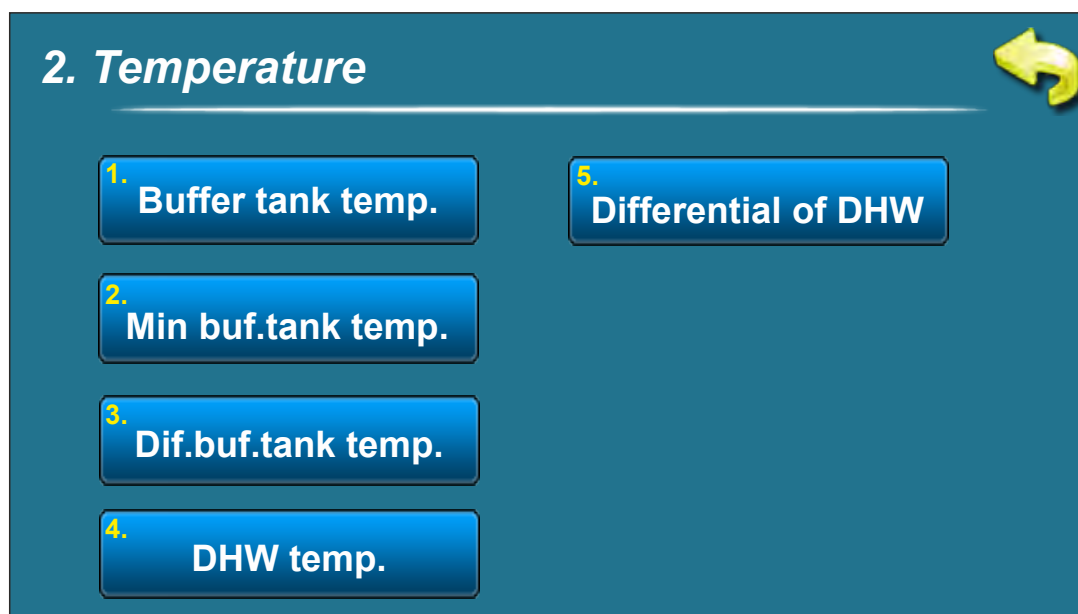 2. Temperature
1.
Buffer tank temp.
2.
Min buf.tank temp.
3.
Dif.buf.tank temp.
4.
DHW temp.
5.
Differential of DHW